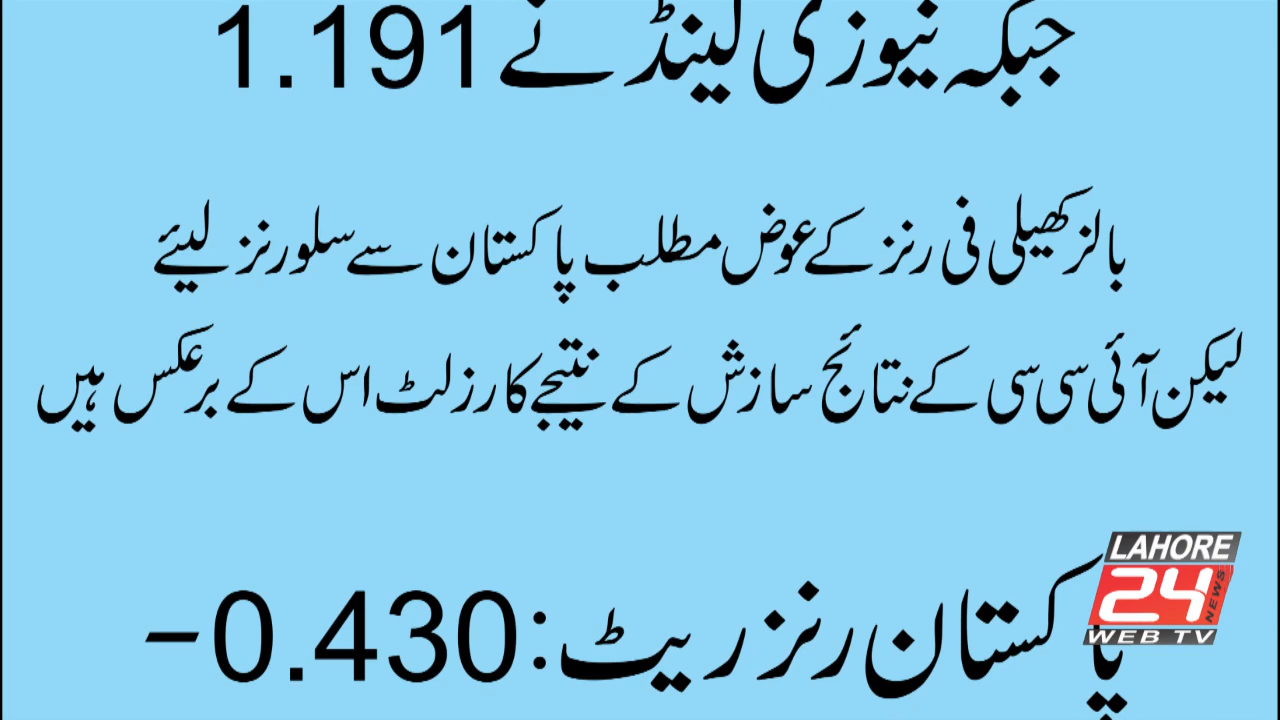 جبکہ نیوزی لینڈ نے 1.191
بالز کھیلی فی رنز کے عوض مطلب پاکستان سے سلو رنز لیئے
لیکن آئی سی سی کے نتائج سازش کے نتیجے کا رزلٹ اس کے برعکس ہیں
پاکستان رنز ریٹ: 0.430-
LAHORE
24 NEWS
WEB TV